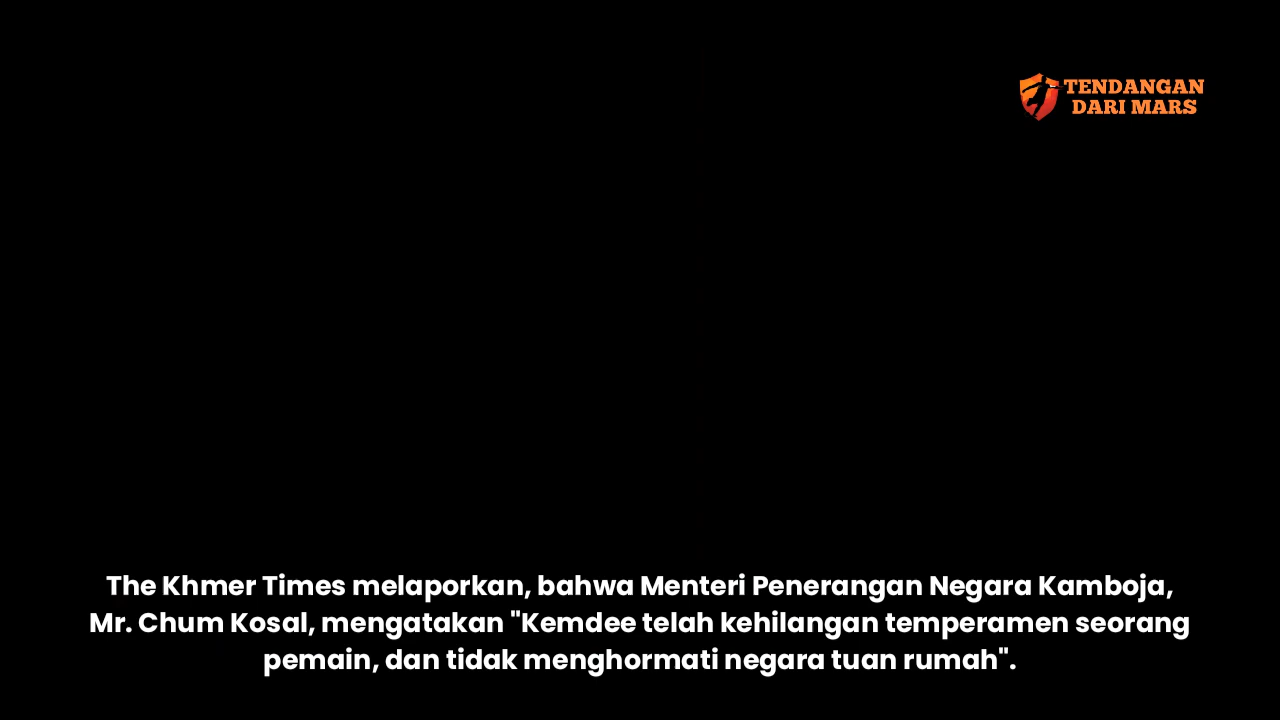 TENDANGAN
DARI MARS
The Khmer Times melaporkan, bahwa Menteri Penerangan Negara Kamboja,
Mr. Chum Kosal, mengatakan "Kemdee telah kehilangan temperamen seorang
pemain, dan tidak menghormati negara tuan rumah".